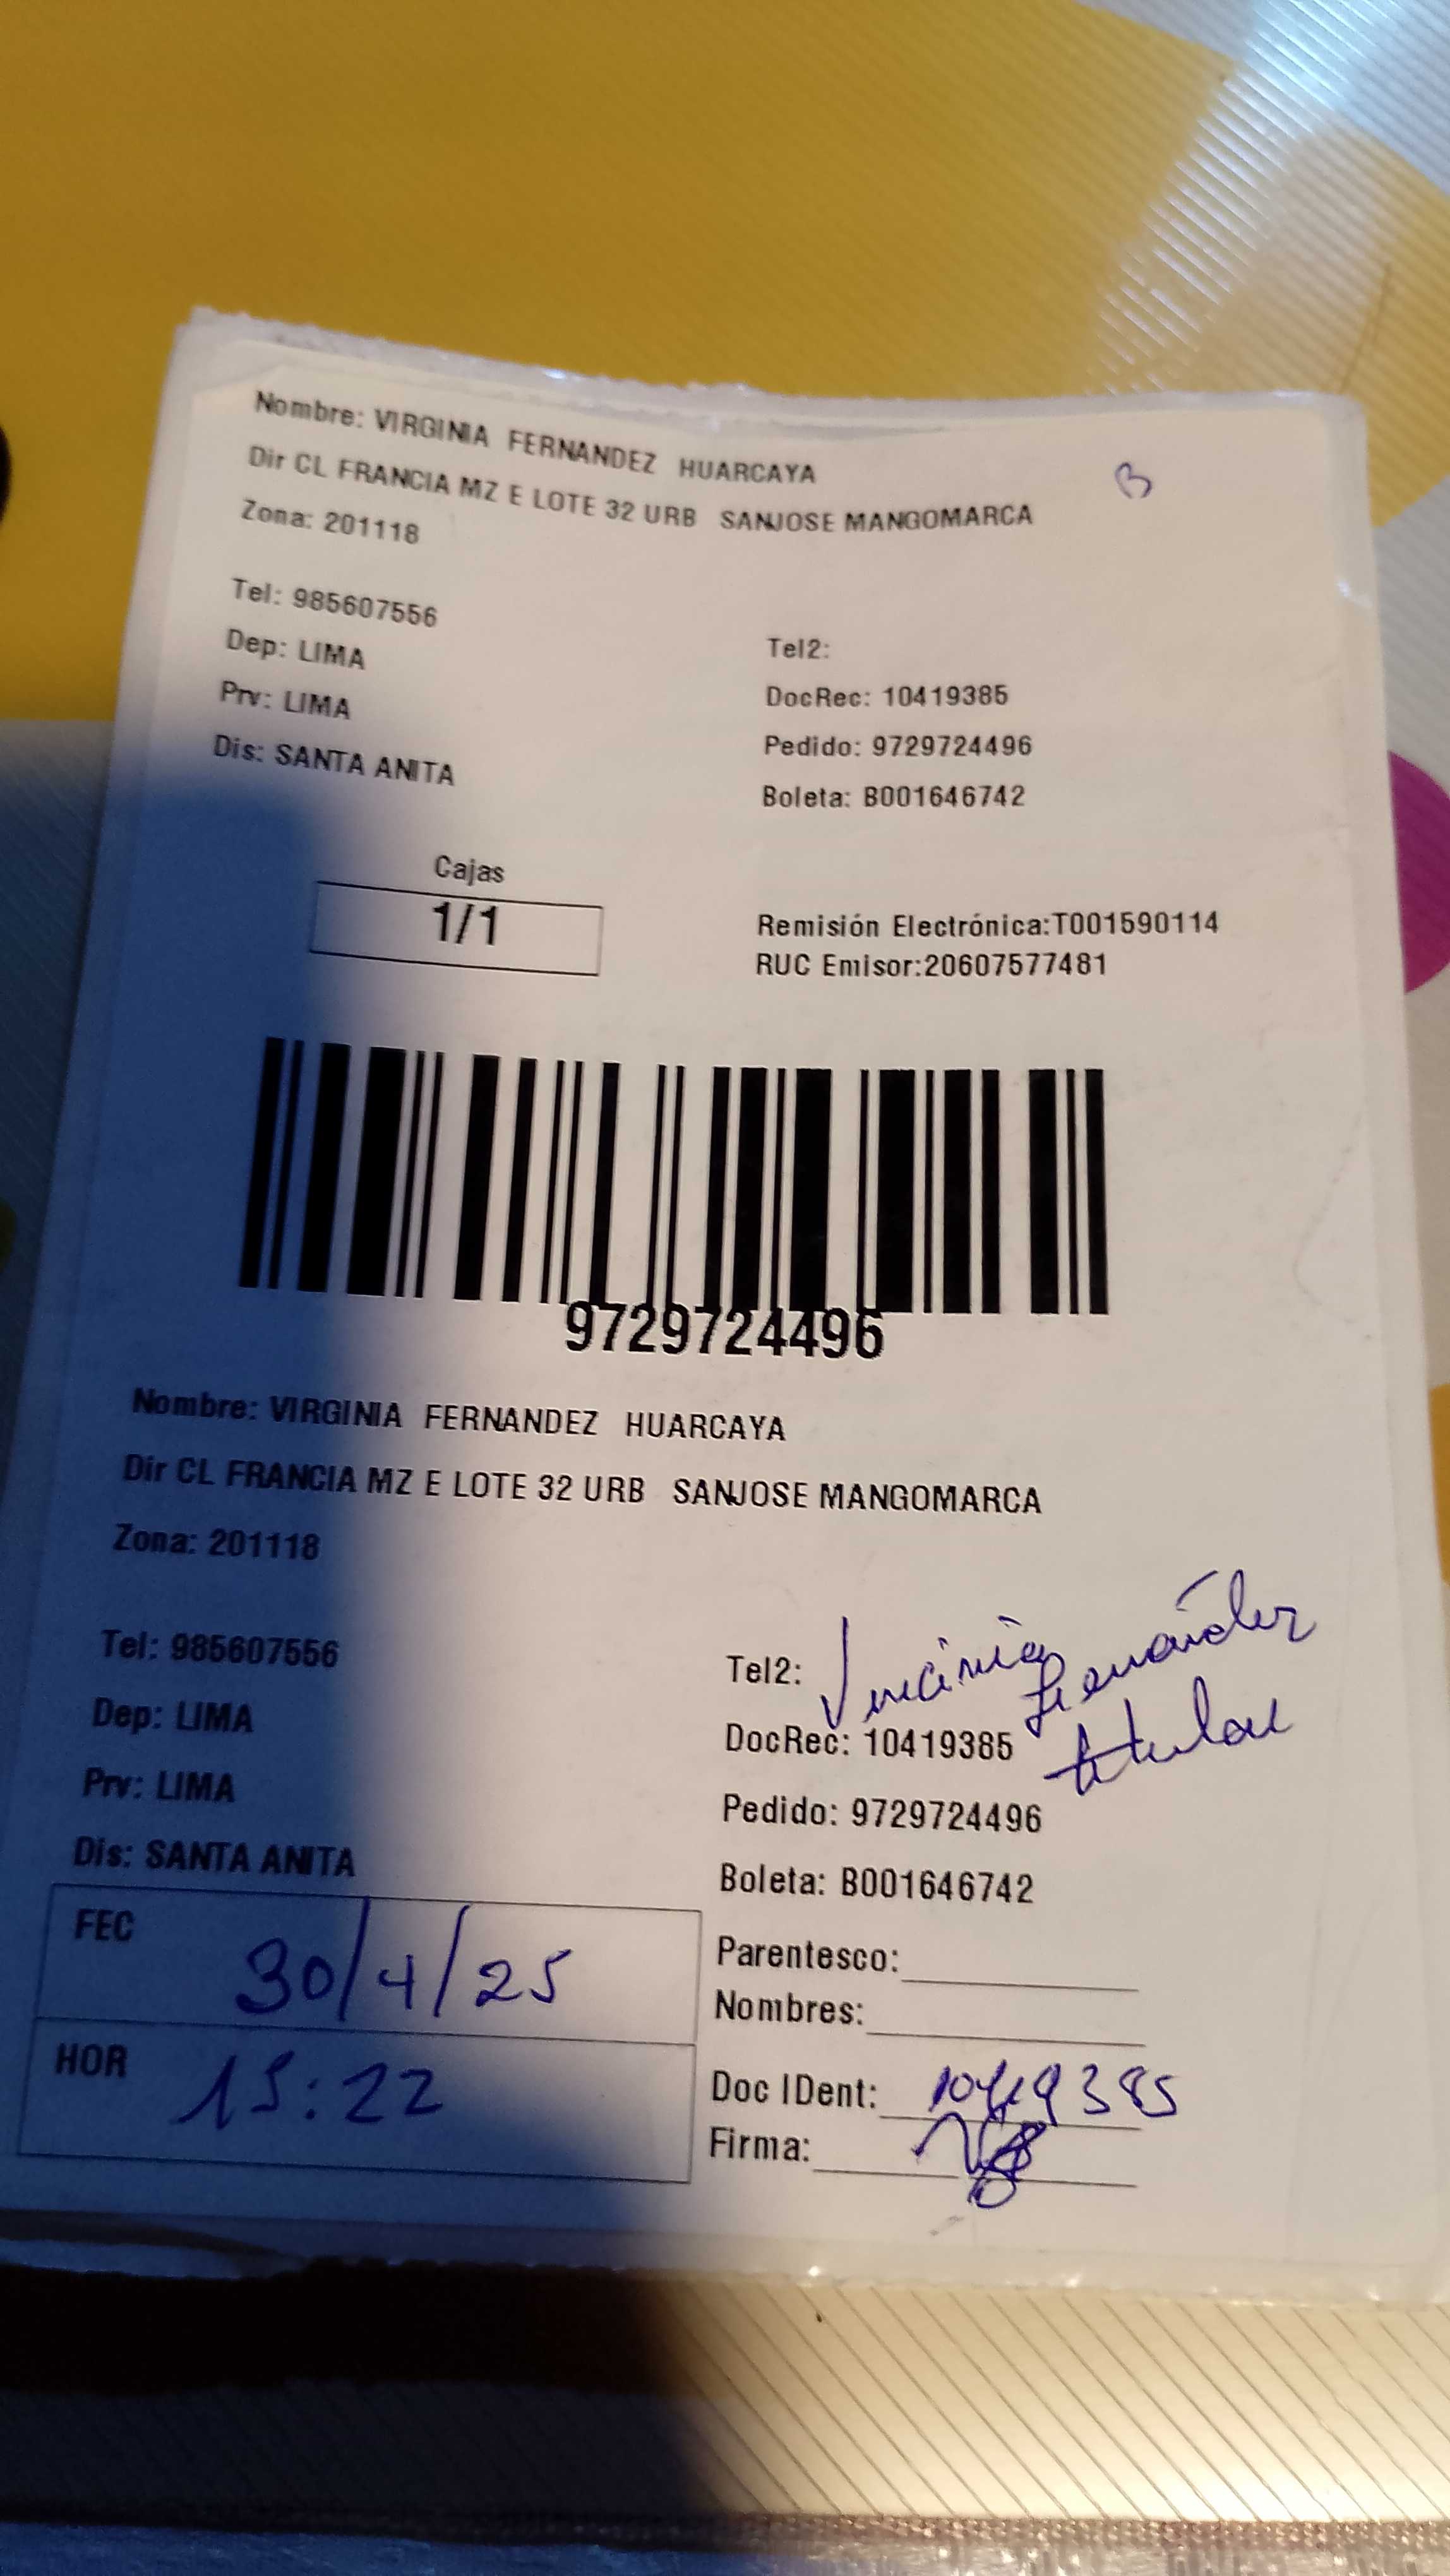 Nombre: VIRGINIA FERNANDEZ HUARCAYA
Dir CL FRANCIA MZ E LOTE 32 URB SANJOSE MANGOMARCA
B
Zona: 201118
Tel: 985607556
Tel2:
Dep: LIMA
DocRec: 10419385
Prv: LIMA
Pedido: 9729724496
Dis: SANTA ANITA
Boleta: B001646742
Cajas
1/1
Remisión Electrónica:T001590114
RUC Emisor:20607577481
9729724496
Nombre: VIRGINIA FERNANDEZ HUARCAYA
Dir CL FRANCIA MZ E LOTE 32 URB SANJOSE MANGOMARCA
Zona: 201118
Tel: 985607556
Tel2: Virginia Fernández
Dep: LIMA
DocRec: 10419385 titular
Prv: LIMA
Pedido: 9729724496
Dis: SANTA ANITA
Boleta: B001646742
FEC 30/4/25
Parentesco:
Nombres:
HOR 15:22
Doc IDent: 10419385
Firma: